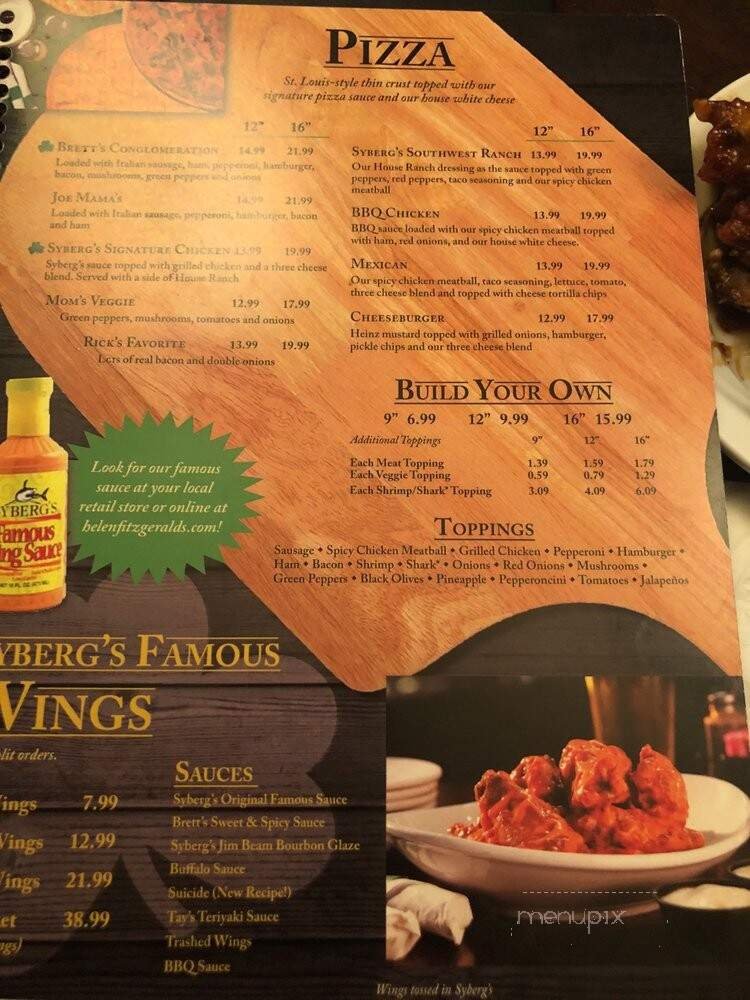 PIZZA
St. Louis-style thin crust topped with our
signature pizza sauce and our house white cheese
12” 16”
BRETT'S CONGLOMERATION 14.99 21.99
Loaded with Italian sausage, ham, pepperoni, hamburger,
bacon, mushrooms, green peppers and onions
JOE MAMA'S 14.99 21.99
Loaded with Italian sausage, pepperoni, hamburger, bacon
and ham
SYBERG'S SIGNATURE CHICKEN 13.99 19.99
Syberg's sauce topped with grilled chicken and a three cheese
blend. Served with a side of House Ranch
MOM'S VEGGIE 12.99 17.99
Green peppers, mushrooms, tomatoes and onions
RICK'S FAVORITE 13.99 19.99
Lots of real bacon and double onions
12” 16”
SYBERG'S SOUTHWEST RANCH 13.99 19.99
Our House Ranch dressing as the sauce topped with green
peppers, red peppers, taco seasoning and our spicy chicken
meatball
BBQ CHICKEN 13.99 19.99
BBQ sauce loaded with our spicy chicken meatball topped
with ham, red onions, and our house white cheese.
MEXICAN 13.99 19.99
Our spicy chicken meatball, taco seasoning, lettuce, tomato,
three cheese blend and topped with cheese tortilla chips
CHEESEBURGER 12.99 17.99
Heinz mustard topped with grilled onions, hamburger,
pickle chips and our three cheese blend
BUILD YOUR OWN
9” 6.99 12” 9.99 16” 15.99
Additional Toppings 9” 12” 16”
Each Meat Topping 1.39 1.59 1.79
Each Veggie Topping 0.59 0.79 1.29
Each Shrimp/Shark* Topping 3.09 4.09 6.09
TOPPINGS
Sausage • Spicy Chicken Meatball • Grilled Chicken • Pepperoni • Hamburger •
Ham • Bacon • Shrimp • Shark* • Onions • Red Onions • Mushrooms •
Green Peppers • Black Olives • Pineapple • Pepperoncini • Tomatoes • Jalapeños
Look for our famous
sauce at your local
retail store or online at
helenfitzgeralds.com!
YBERG'S
Famous
ing Sauce
YBERG'S FAMOUS
WINGS
lit orders.
ings 7.99
Wings 12.99
Wings 21.99
et 38.99
ngs)
SAUCES
Syberg's Original Famous Sauce
Brett's Sweet & Spicy Sauce
Syberg's Jim Beam Bourbon Glaze
Buffalo Sauce
Suicide (New Recipe!)
Tay's Teriyaki Sauce
Trashed Wings
BBQ Sauce
menupix
Wings tossed in Syberg's